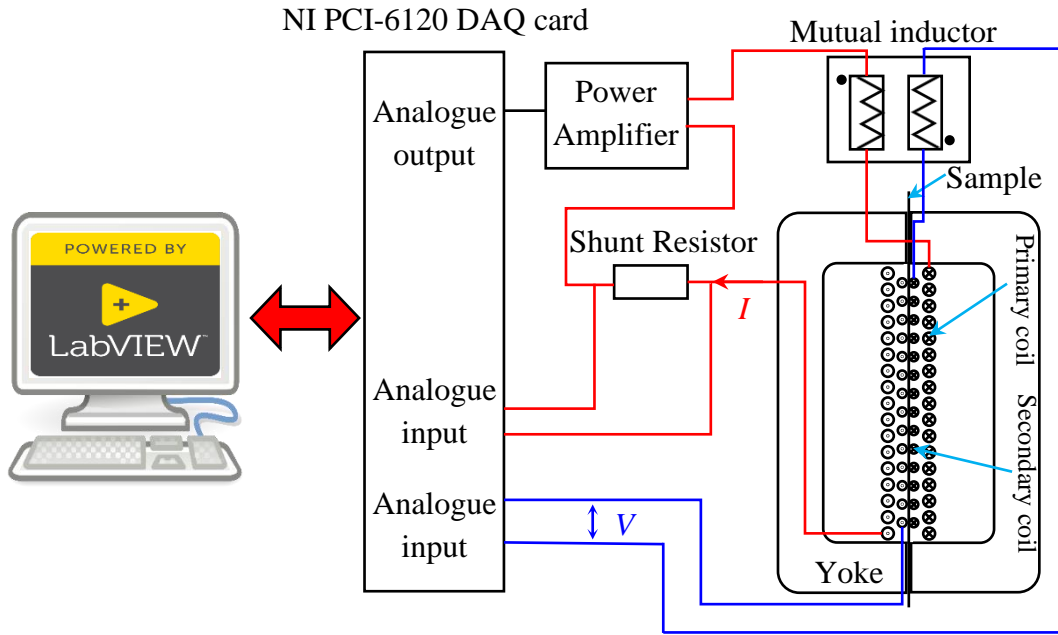 NI PCI-6120 DAQ card
Mutual inductor
Analogue
output
Power
Amplifier
Sample
POWERED BY
LabVIEW™
Shunt Resistor
I
Primary coil
Secondary coil
Analogue
input
Analogue
input
V
Yoke